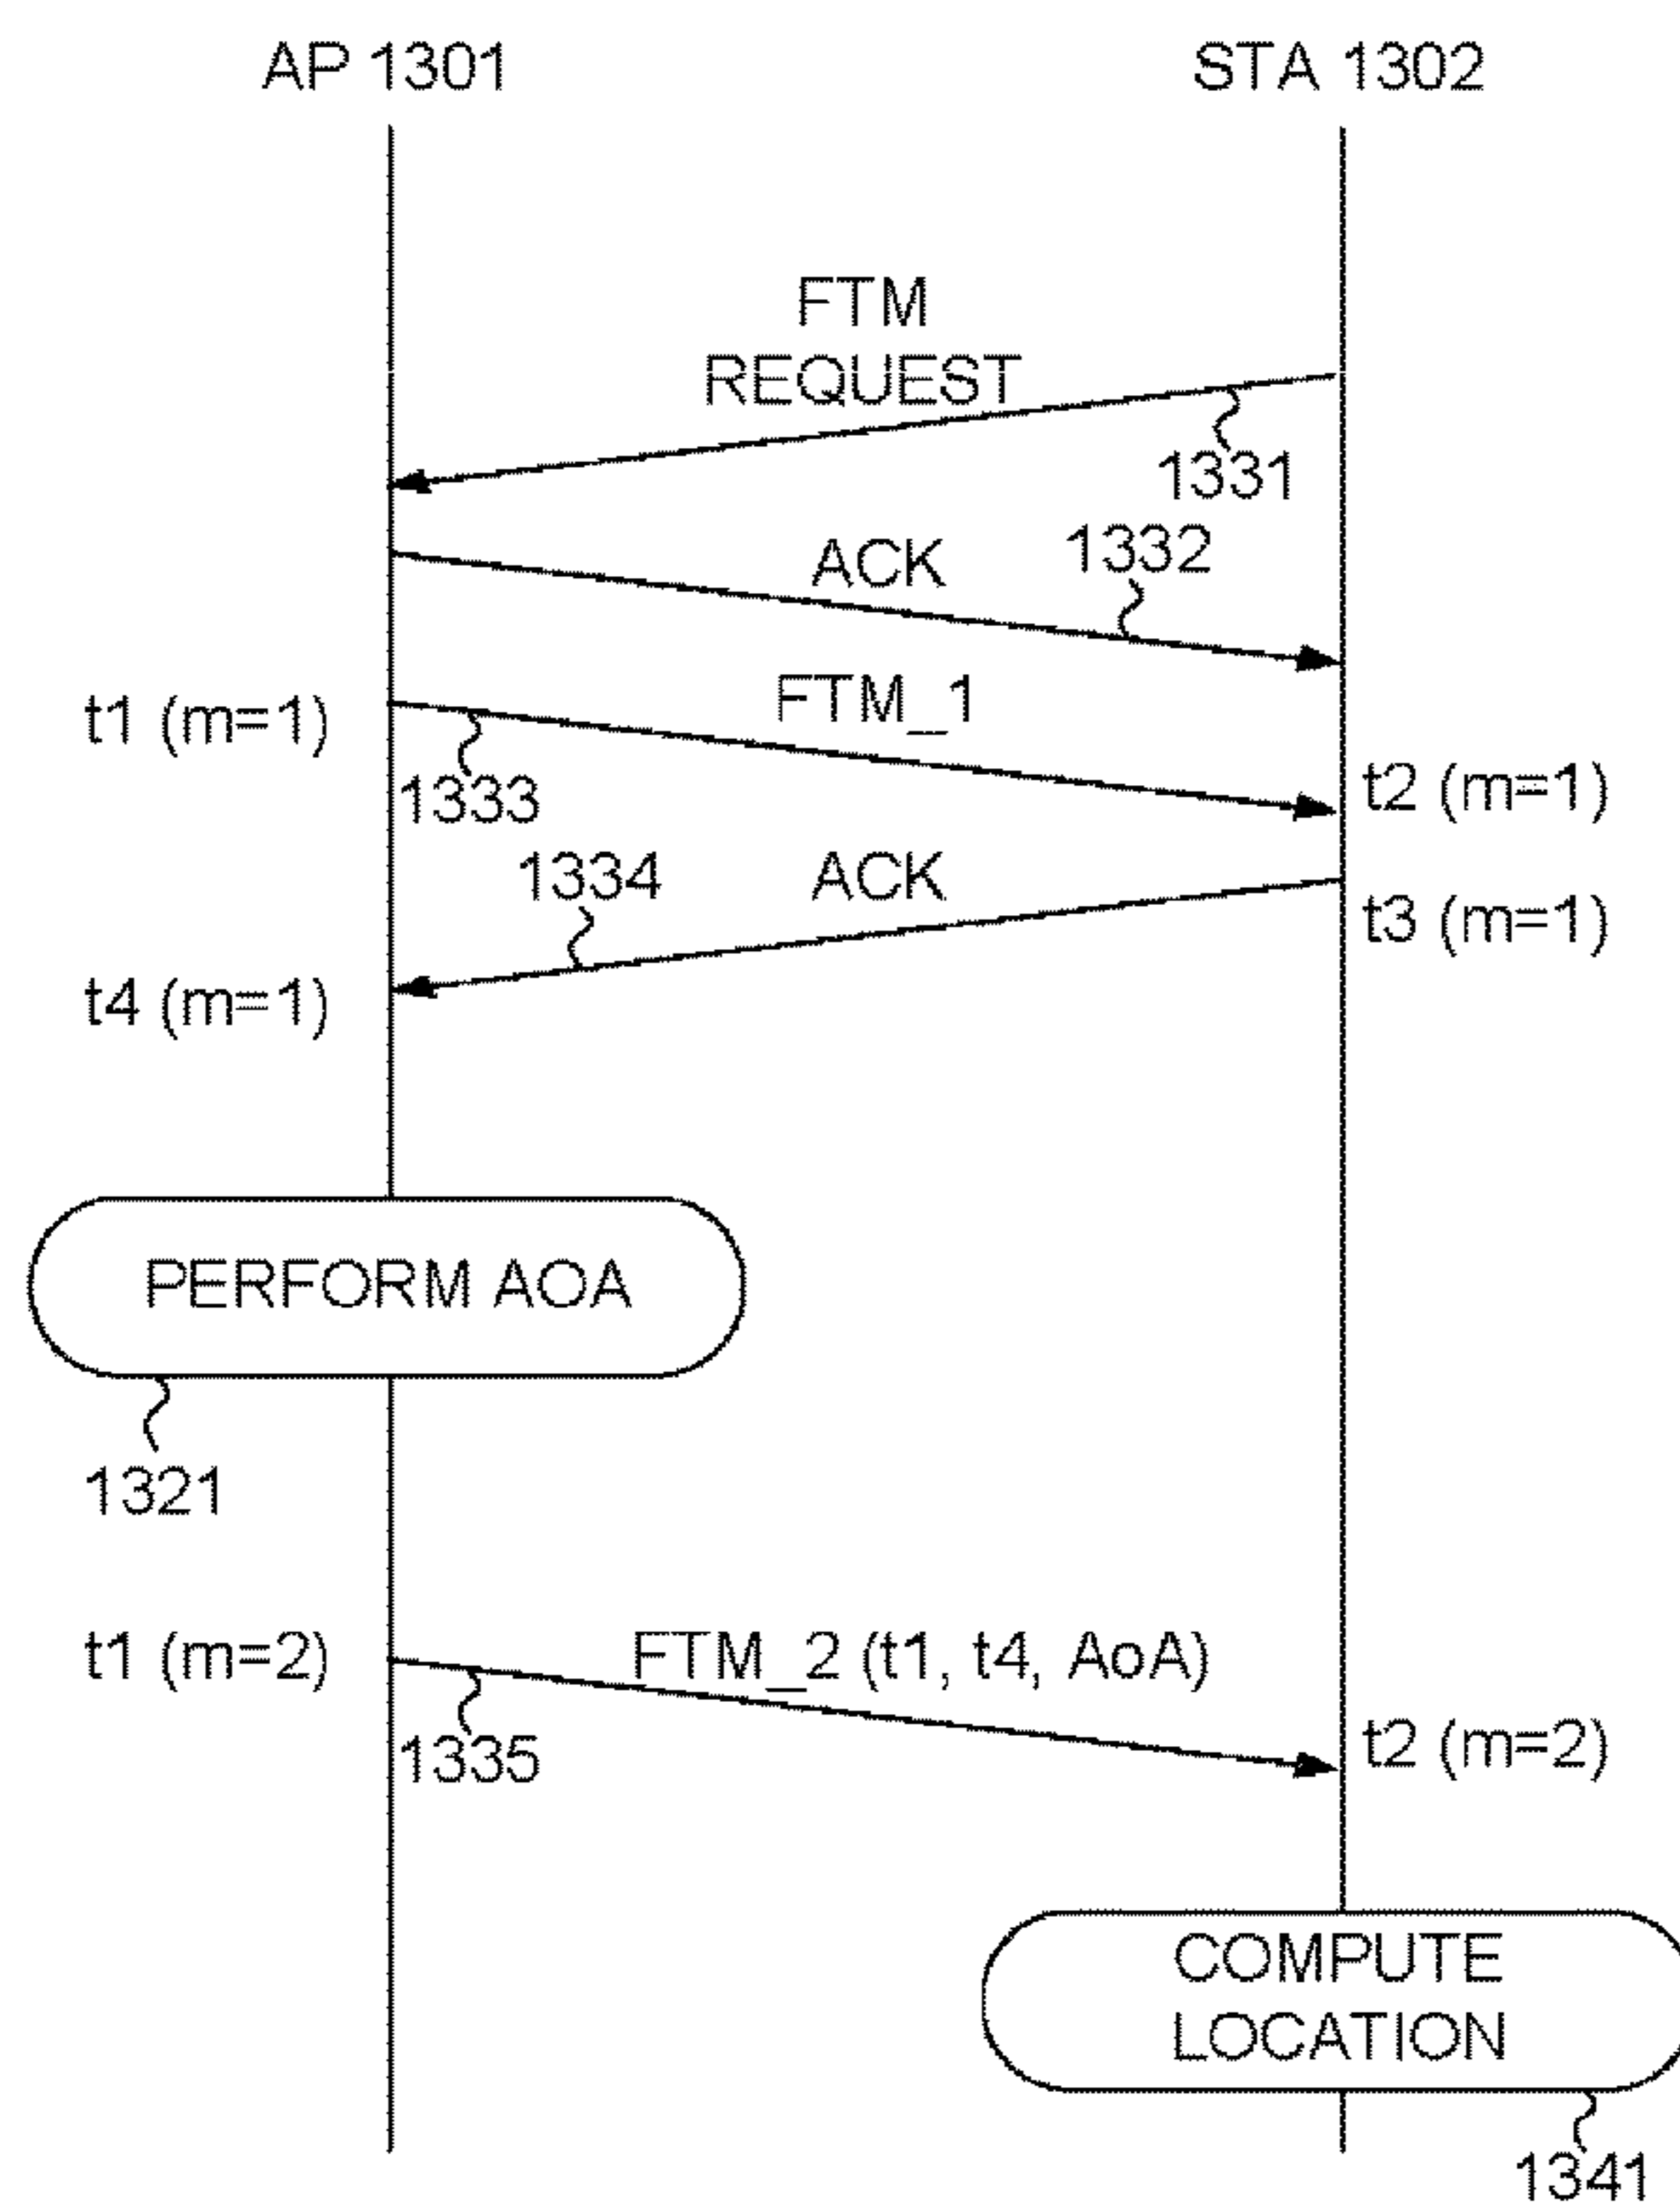 AP 1301
STA 1302
FTM
REQUEST
1331
ACK
1332
t1 (m=1)
FTM_1
1333
t2 (m=1)
1334
ACK
t3 (m=1)
t4 (m=1)
PERFORM AOA
1321
t1 (m=2)
FTM_2 (t1, t4, AoA)
1335
t2 (m=2)
COMPUTE
LOCATION
1341